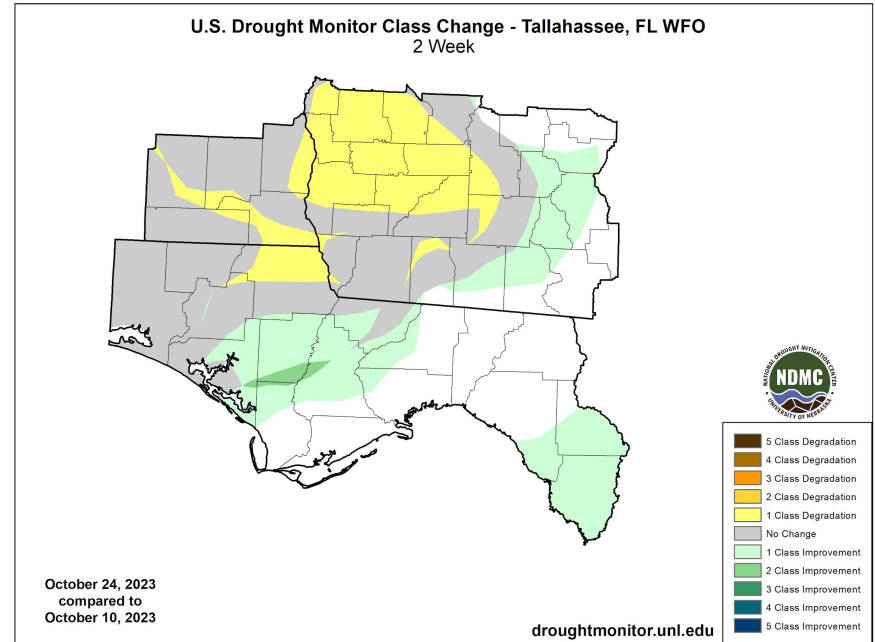 U.S. Drought Monitor Class Change - Tallahassee, FL WFO
2 Week
NATIONAL DROUGHT MITIGATION CENTER
NDMC
UNIVERSITY OF NEBRASKA
5 Class Degradation
4 Class Degradation
3 Class Degradation
2 Class Degradation
1 Class Degradation
No Change
1 Class Improvement
2 Class Improvement
3 Class Improvement
4 Class Improvement
5 Class Improvement
October 24, 2023
compared to
October 10, 2023
droughtmonitor.unl.edu